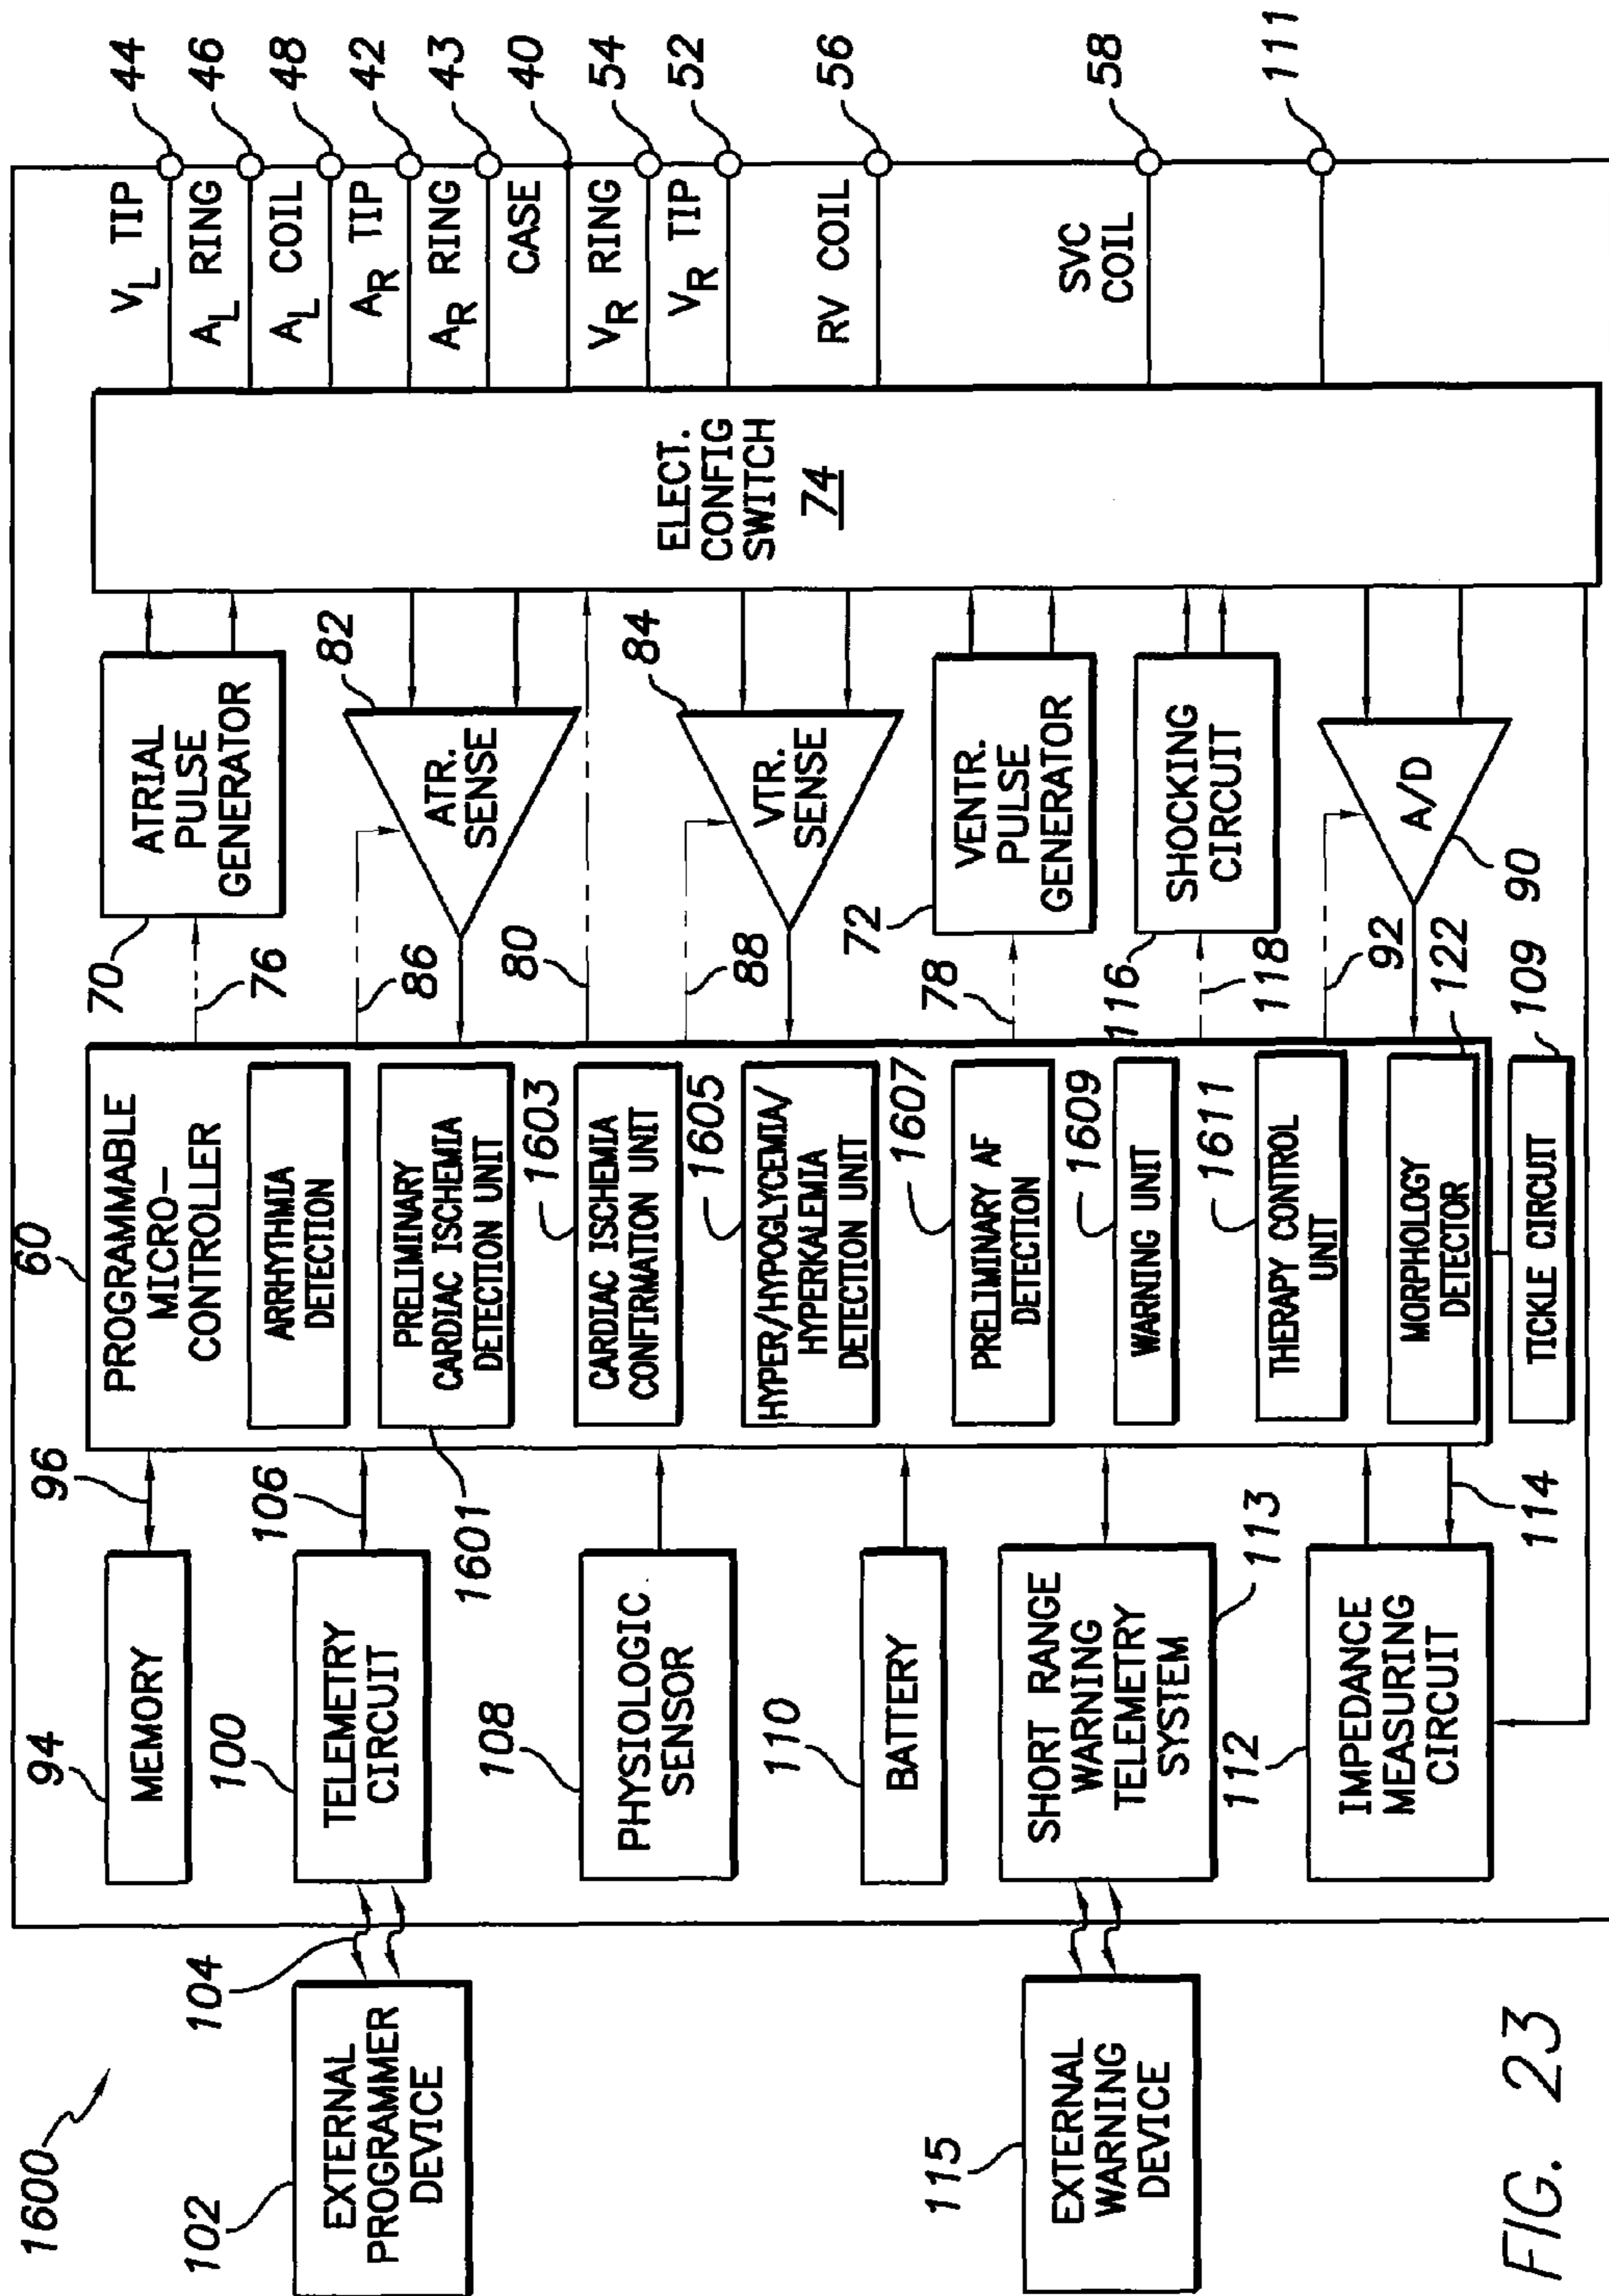 1600
102
EXTERNAL
PROGRAMER
DEVICE
104
115
EXTERNAL
WARNING
DEVICE
94
MEMORY
96
100
TELEMETRY
CIRCUIT
106
108
PHYSIOLOGIC
SENSOR
110
BATTERY
SHORT RANGE
WARNING
TELEMETRY
SYSTEM
113
112
IMPEDANCE
MEASURING
CIRCUIT
114
60
PROGRAMMABLE
MICRO-
CONTROLLER
ARRHYTHMIA
DETECTION
PRELIMINARY
CARDIAC ISCHEMIA
DETECTION UNIT
1601
1603
CARDIAC ISCHEMIA
CONFIRMATION UNIT
1605
HYPER/HYPOGLYCEMIA/
HYPERKALEMIA
DETECTION UNIT
1607
PRELIMINARY AF
DETECTION
1609
WARNING UNIT
1611
THERAPY CONTROL
UNIT
MORPHOLOGY
DETECTOR
122
TICKLE CIRCUIT
109
70
ATRIAL
PULSE
GENERATOR
76
82
ATR.
SENSE
86
80
84
VTR.
SENSE
88
72
VENTR.
PULSE
GENERATOR
78
116
SHOCKING
CIRCUIT
118
A/D
90
92
ELECT.
CONFIG
SWITCH
74
VL TIP 44
AL RING 46
AL COIL 48
AR TIP 42
AR RING 43
CASE 40
VR RING 54
VR TIP 52
RV COIL 56
SVC
COIL 58
111
FIG. 23